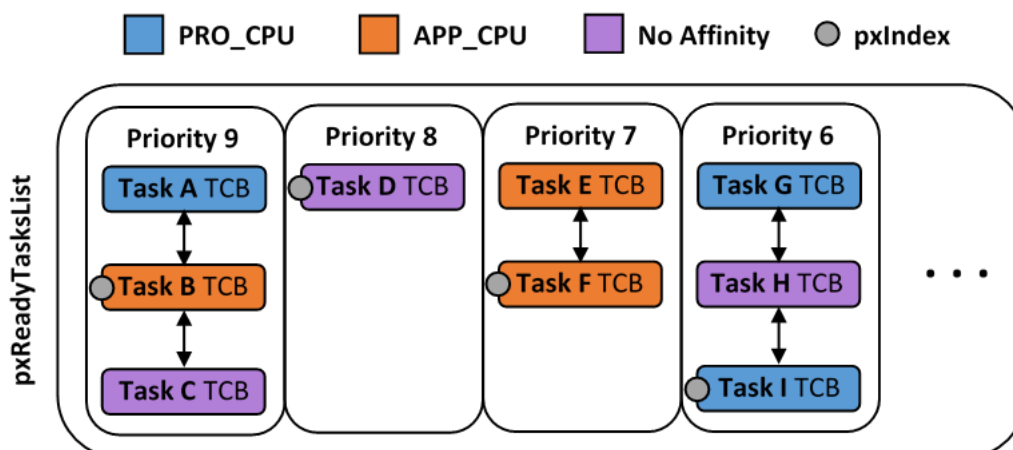 PRO_CPU APP_CPU No Affinity pxIndex
pxReadyTasksList
Priority 9 Priority 8 Priority 7 Priority 6
Task A TCB Task D TCB Task E TCB Task G TCB
Task B TCB Task F TCB Task H TCB
Task C TCB Task I TCB
...